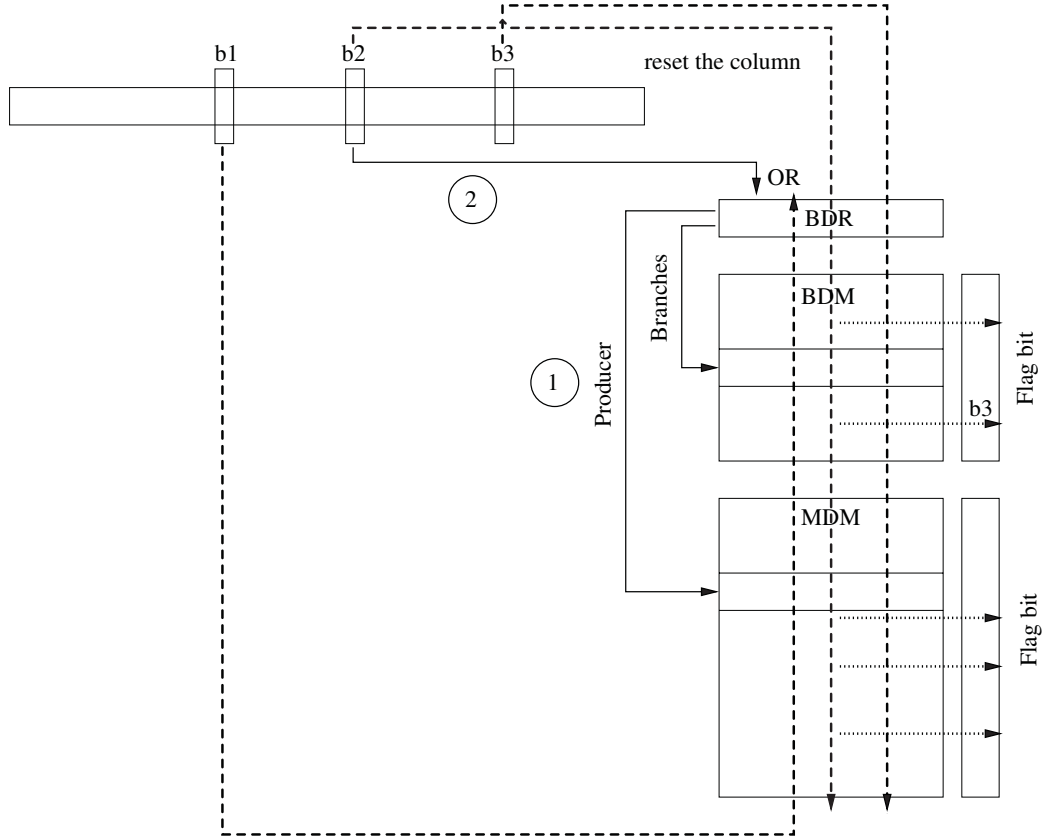 b1
b2
b3
reset the column
2
OR
BDR
Branches
BDM
Producer
1
Flag bit
b3
MDM
Flag bit